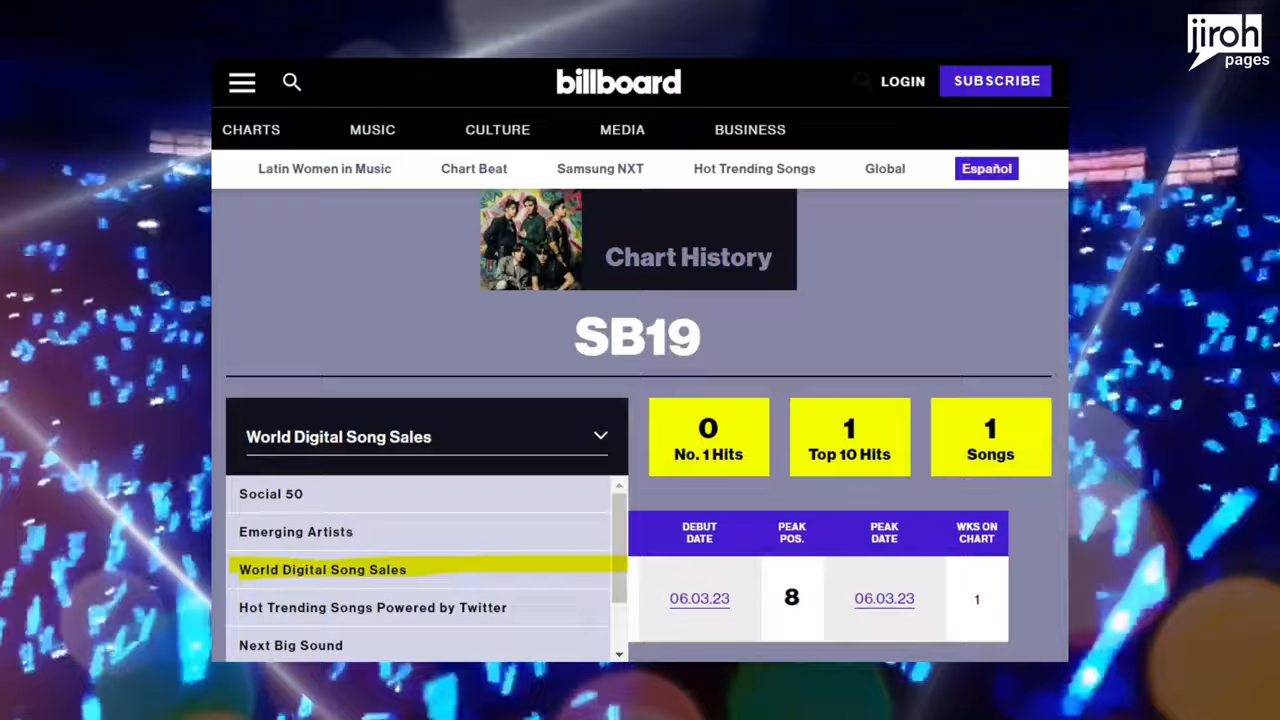 jiroh
pages
billboard
LOGIN
SUBSCRIBE
CHARTS
MUSIC
CULTURE
MEDIA
BUSINESS
Latin Women in Music
Chart Beat
Samsung NXT
Hot Trending Songs
Global
Español
Chart History
SB19
World Digital Song Sales
0
No. 1 Hits
1
Top 10 Hits
1
Songs
Social 50
Emerging Artists
World Digital Song Sales
Hot Trending Songs Powered by Twitter
Next Big Sound
DEBUT
DATE
PEAK
POS.
PEAK
DATE
WKS ON
CHART
06.03.23
8
06.03.23
1